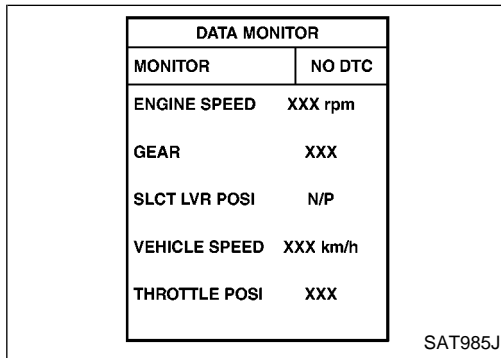 DATA MONITOR
MONITOR NO DTC
ENGINE SPEED XXX rpm
GEAR XXX
SLCT LVR POSI N/P
VEHICLE SPEED XXX km/h
THROTTLE POSI XXX
SAT985J